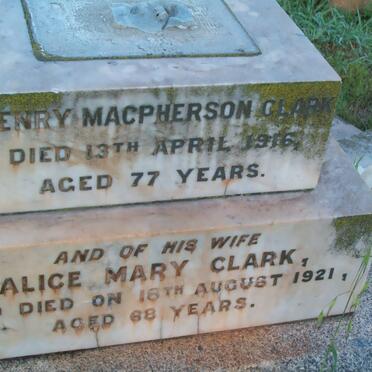 ENRY MACPHERSON CLARK
DIED 13TH APRIL 1916,
AGED 77 YEARS.
AND OF HIS WIFE
ALICE MARY CLARK,
DIED ON 18TH AUGUST 1921,
AGED 68 YEARS.